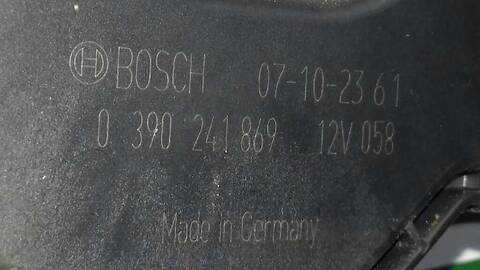 BOSCH 07-10-23 61
0 390 241 869 12V 058
Made in Germany